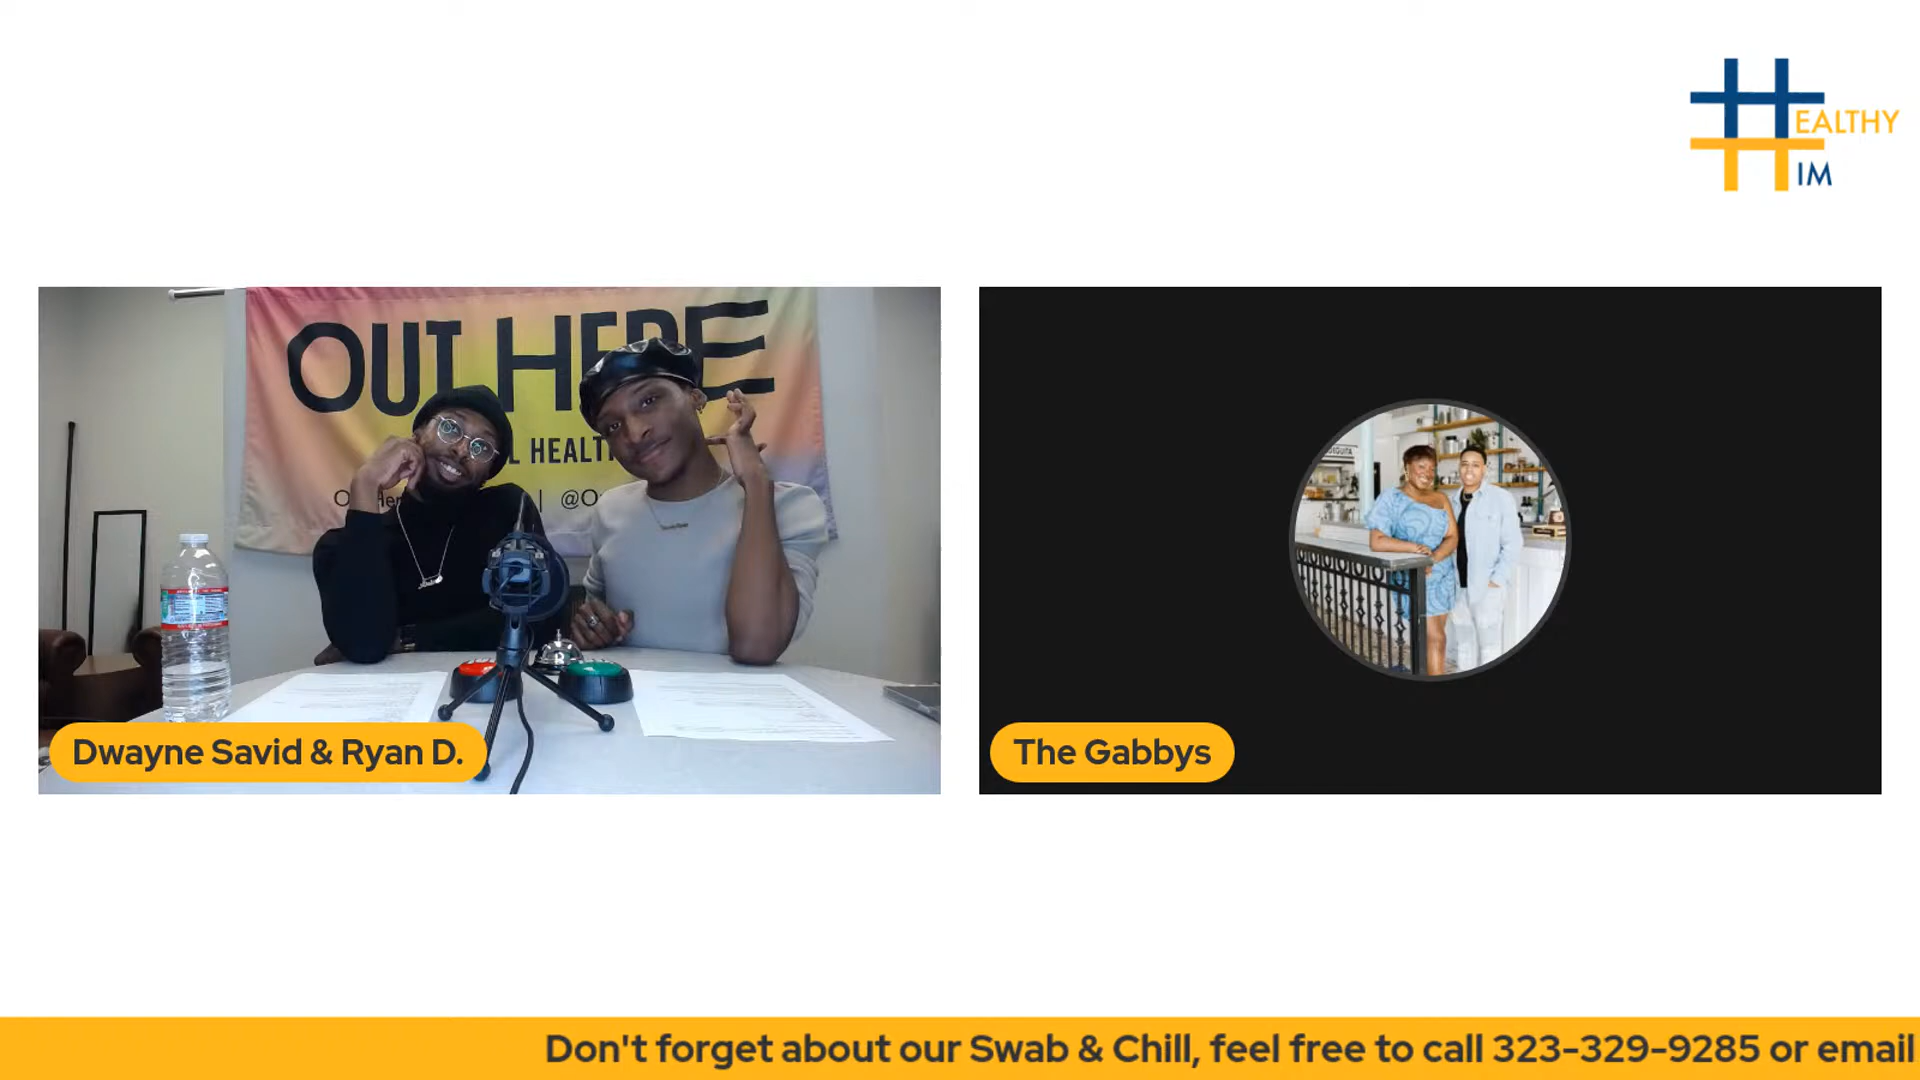 EALTHY
IM
OUT HERE
L HEALT
| @O
Dwayne Savid & Ryan D.
The Gabbys
Don't forget about our Swab & Chill, feel free to call 323-329-9285 or email